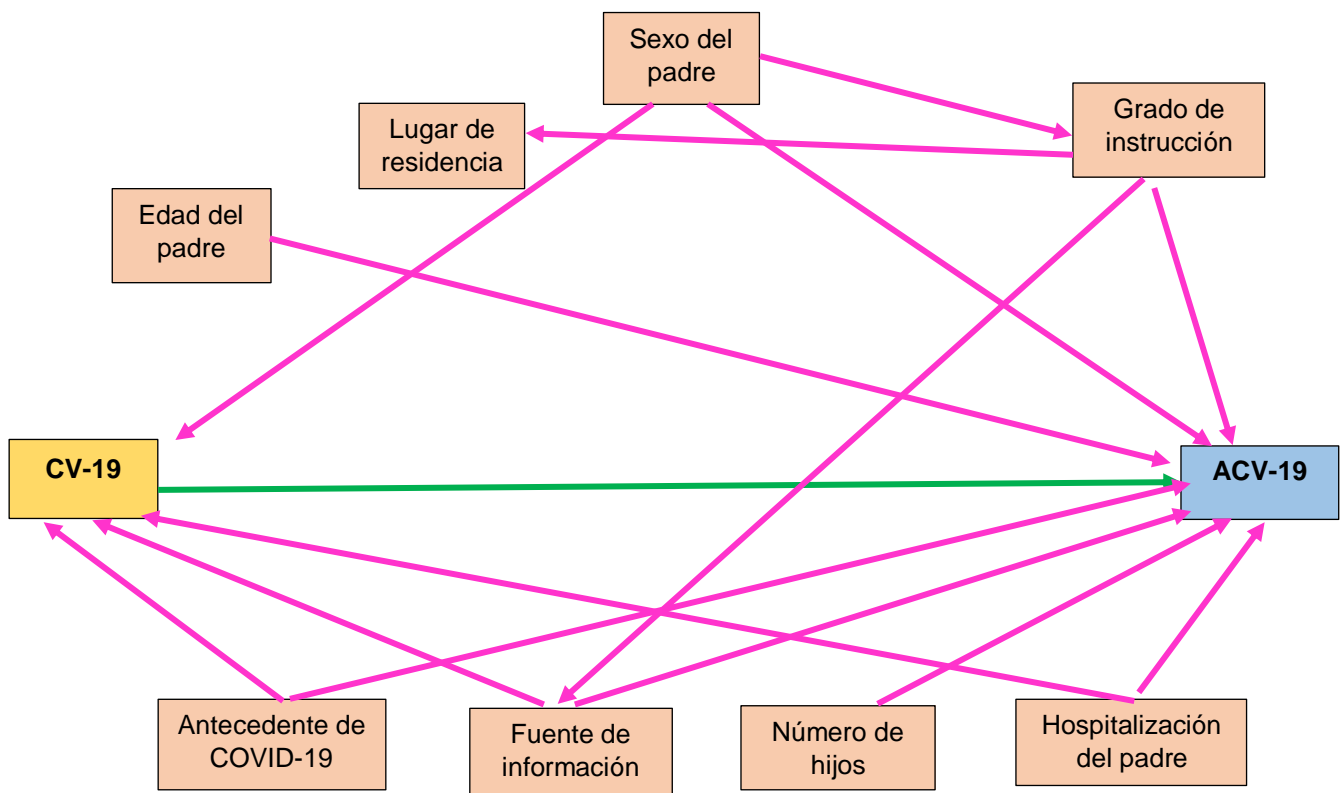 Sexo del
padre
Lugar de
residencia
Grado de
instrucción
Edad del
padre
CV-19
ACV-19
Antecedente de
COVID-19
Fuente de
información
Número de
hijos
Hospitalización
del padre